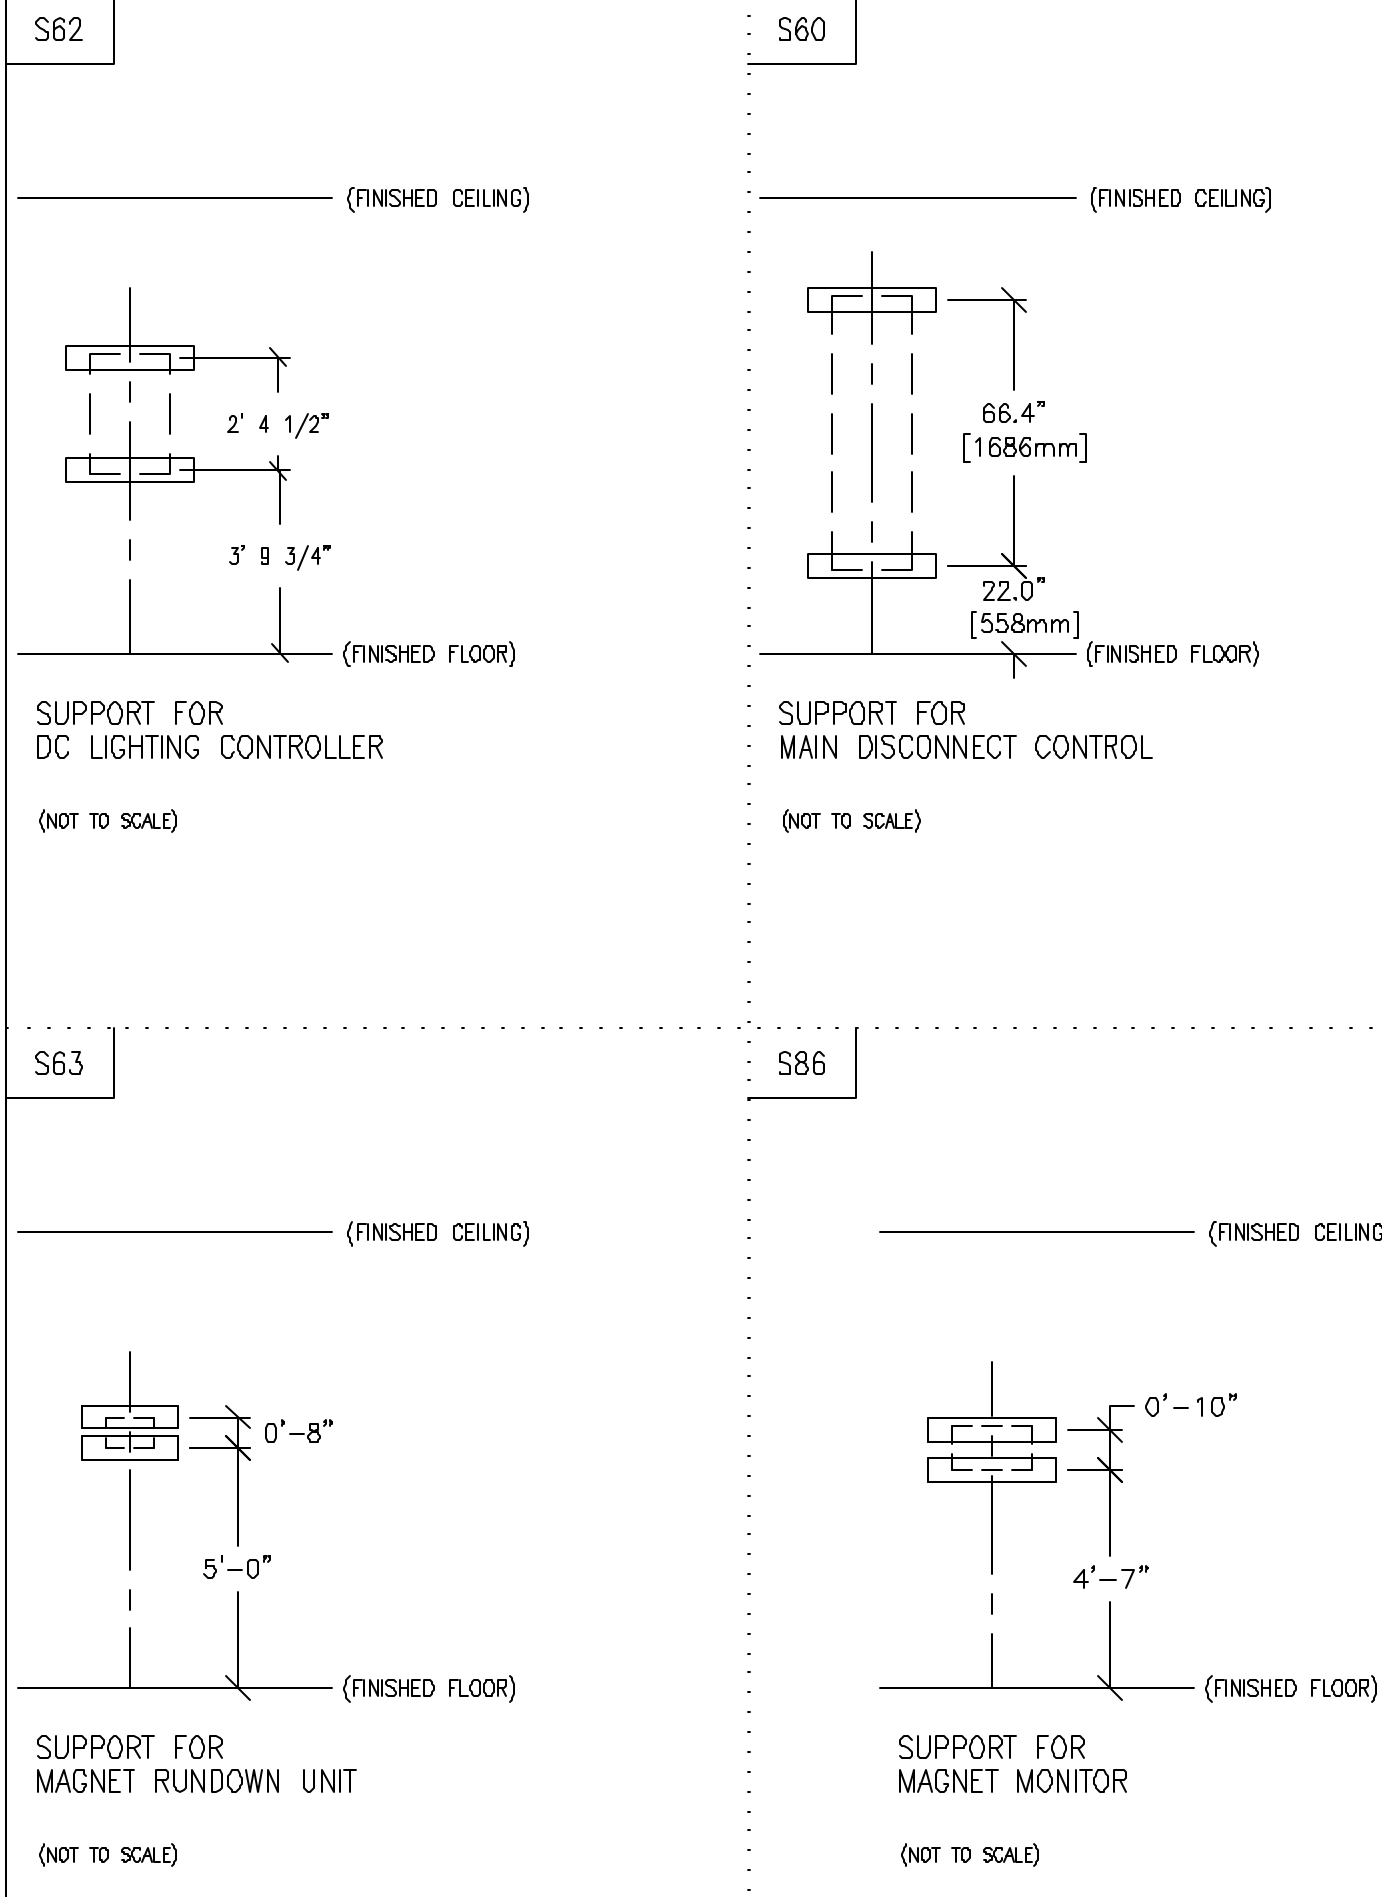 S62
(FINISHED CEILING)
2' 4 1/2"
3' 9 3/4"
(FINISHED FLOOR)
SUPPORT FOR
DC LIGHTING CONTROLLER
(NOT TO SCALE)
S60
(FINISHED CEILING)
66.4"
[1686mm]
22.0"
[558mm]
(FINISHED FLOOR)
SUPPORT FOR
MAIN DISCONNECT CONTROL
(NOT TO SCALE)
S63
(FINISHED CEILING)
0'-8"
5'-0"
(FINISHED FLOOR)
SUPPORT FOR
MAGNET RUNDOWN UNIT
(NOT TO SCALE)
S86
(FINISHED CEILING
0'-10"
4'-7"
(FINISHED FLOOR)
SUPPORT FOR
MAGNET MONITOR
(NOT TO SCALE)